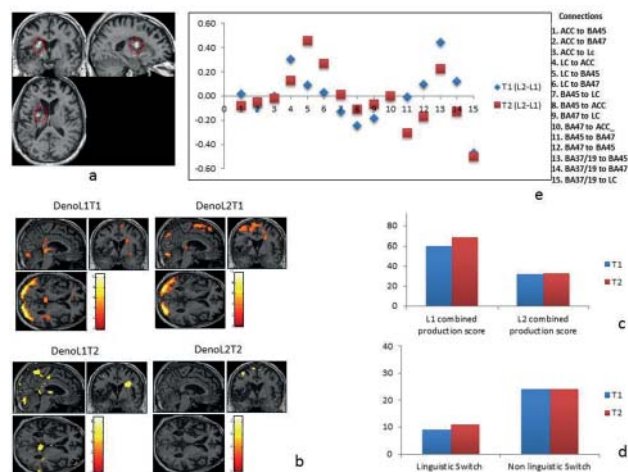 a
0.60
0.40
0.20
0.00
-0.20
-0.40
-0.60
0 1 2 3 4 5 6 7 8 9 10 11 12 13 14 15
T1 (L2-L1)
T2 (L2-L1)
Connections
1. ACC to BA45
2. ACC to BA47
3. ACC to Lc
4. LC to ACC
5. LC to BA45
6. LC to BA47
7. BA45 to LC
8. BA45 to ACC
9. BA47 to LC
10. BA47 to ACC_
11. BA45 to BA47
12. BA47 to BA45
13. BA37/19 to BA45
14. BA37/19 to BA47
15. BA37/19 to LC
e
DenoL1T1
DenoL2T1
DenoL1T2
DenoL2T2
b
80
60
40
20
0
L1 combined production score
L2 combined production score
T1
T2
c
30
20
10
0
Linguistic Switch
Non linguistic Switch
T1
T2
d